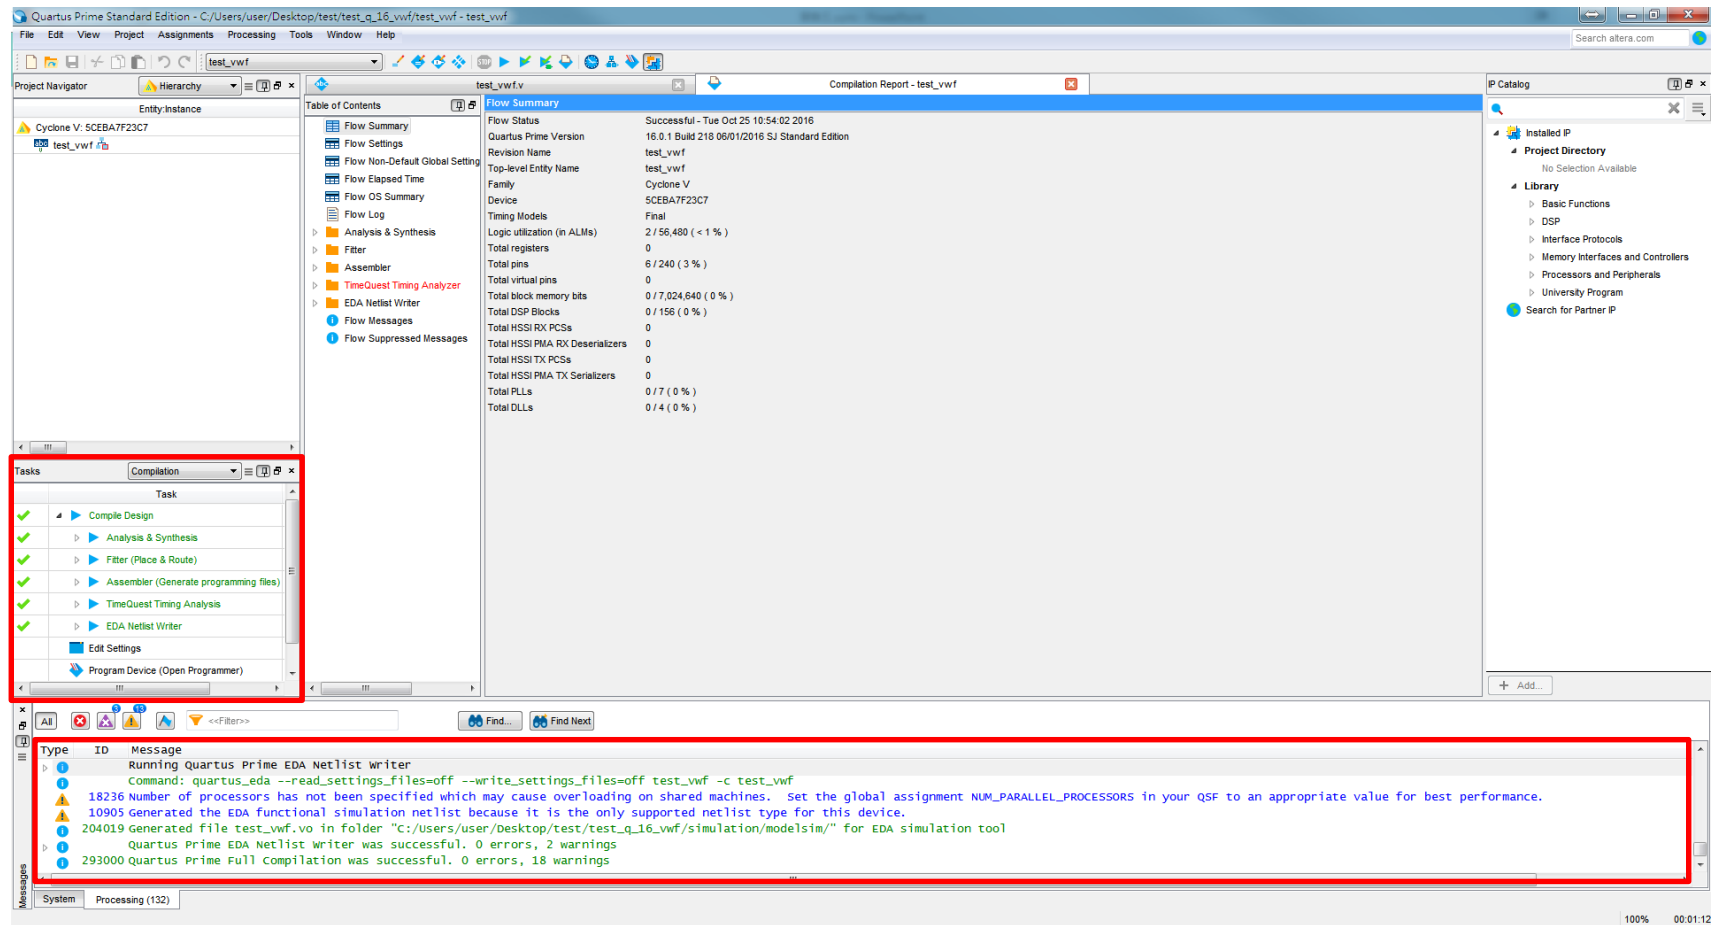 Quartus Prime Standard Edition - C:/Users/user/Desktop/test/test_q_16_vwf/test_vwf - test_vwf
File Edit View Project Assignments Processing Tools Window Help
Search altera.com
test_vwf
Project Navigator
Hierarchy
Entity:Instance
Cyclone V: 5CEBA7F23C7
test_vwf
test_vwf.v
Compilation Report - test_vwf
Table of Contents
Flow Summary
Flow Settings
Flow Non-Default Global Setting
Flow Elapsed Time
Flow OS Summary
Flow Log
Analysis & Synthesis
Fitter
Assembler
TimeQuest Timing Analyzer
EDA Netlist Writer
Flow Messages
Flow Suppressed Messages
Flow Summary
Flow Status Successful - Tue Oct 25 10:54:02 2016
Quartus Prime Version 16.0.1 Build 218 06/01/2016 SJ Standard Edition
Revision Name test_vwf
Top-level Entity Name test_vwf
Family Cyclone V
Device 5CEBA7F23C7
Timing Models Final
Logic utilization (in ALMs) 2 / 56,480 ( < 1 % )
Total registers 0
Total pins 6 / 240 ( 3 % )
Total virtual pins 0
Total block memory bits 0 / 7,024,640 ( 0 % )
Total DSP Blocks 0 / 156 ( 0 % )
Total HSSI RX PCSs 0
Total HSSI PMA RX Deserializers 0
Total HSSI TX PCSs 0
Total HSSI PMA TX Serializers 0
Total PLLs 0 / 7 ( 0 % )
Total DLLs 0 / 4 ( 0 % )
IP Catalog
Installed IP
Project Directory
No Selection Available
Library
Basic Functions
DSP
Interface Protocols
Memory Interfaces and Controllers
Processors and Peripherals
University Program
Search for Partner IP
+ Add...
Tasks
Compilation
Task
Compile Design
Analysis & Synthesis
Fitter (Place & Route)
Assembler (Generate programming files)
TimeQuest Timing Analysis
EDA Netlist Writer
Edit Settings
Program Device (Open Programmer)
All
3
13
<<Filter>>
Find...
Find Next
Type ID Message
Running Quartus Prime EDA Netlist Writer
Command: quartus_eda --read_settings_files=off --write_settings_files=off test_vwf -c test_vwf
18236 Number of processors has not been specified which may cause overloading on shared machines. Set the global assignment NUM_PARALLEL_PROCESSORS in your QSF to an appropriate value for best performance.
10905 Generated the EDA functional simulation netlist because it is the only supported netlist type for this device.
204019 Generated file test_vwf.vo in folder "C:/Users/user/Desktop/test/test_q_16_vwf/simulation/modelsim/" for EDA simulation tool
Quartus Prime EDA Netlist Writer was successful. 0 errors, 2 warnings
293000 Quartus Prime Full Compilation was successful. 0 errors, 18 warnings
Messages
System
Processing (132)
100% 00:01:12